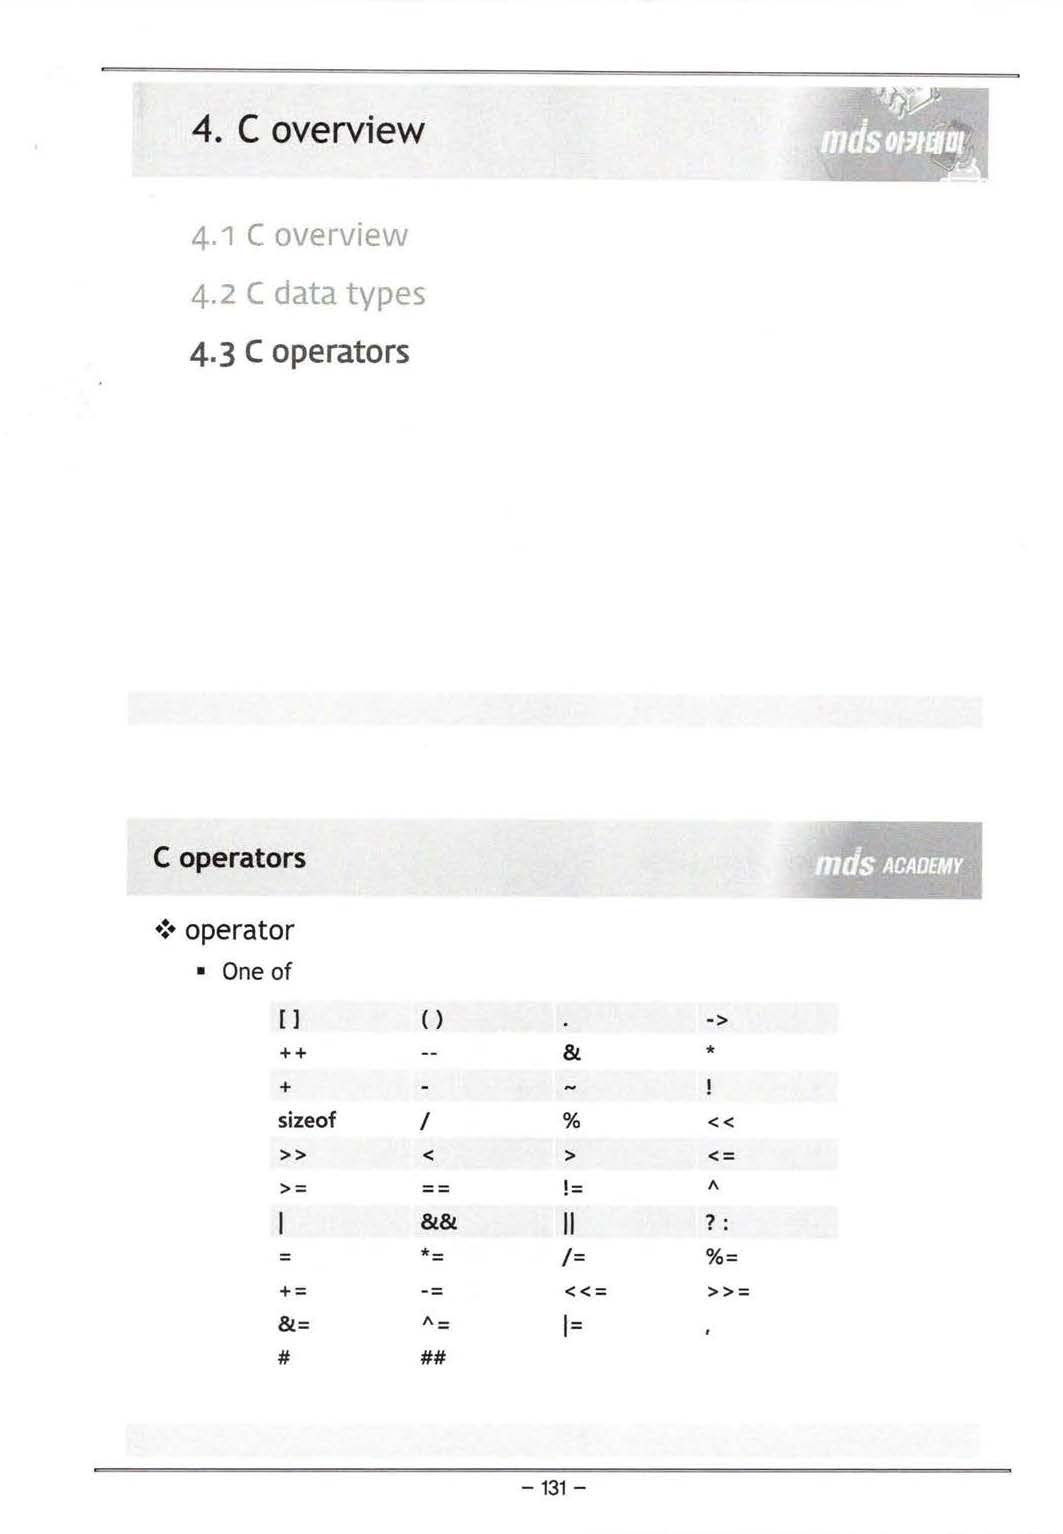 4. C overview
mds 아카데미
4.1 C overview
4.2 C data types
4.3 C operators
C operators
mds ACADEMY
❖ operator
▪ One of
[ ] ( ) . ->
++ -- & *
+ - ~ !
sizeof / % <<
>> < > <=
>= == != ^
| && || ? :
= *= /= %=
+= -= <<= >>=
&= ^= |= ,
# ##
– 131 –